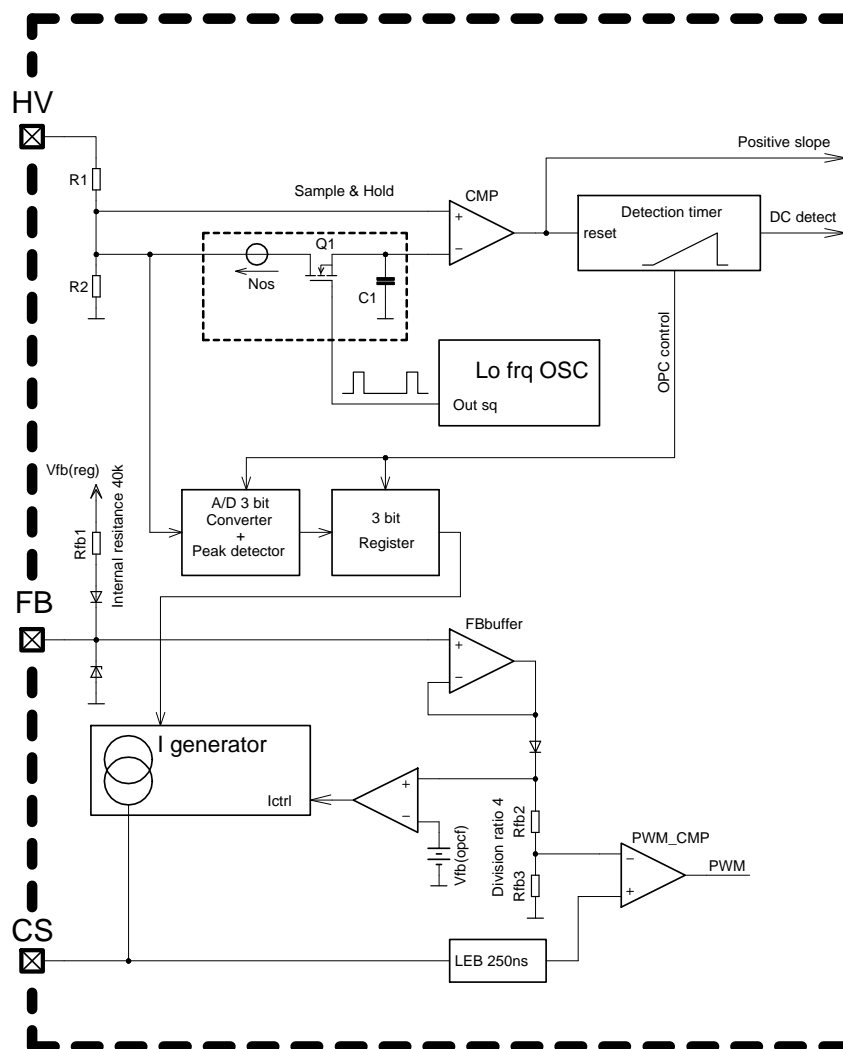 HV
Positive slope
R1
Sample & Hold
CMP
+
−
Detection timer
reset
DC detect
Q1
Nos
C1
R2
OPC control
Lo frq OSC
Out sq
Vfb(reg)
Rfb1
Internal resitance 40k
A/D 3 bit
Converter
+
Peak detector
3 bit
Register
FB
FBbuffer
+
−
I generator
Ictrl
+
−
Vfb(opcf)
Division ratio 4
Rfb2
Rfb3
PWM_CMP
−
+
PWM
CS
LEB 250ns